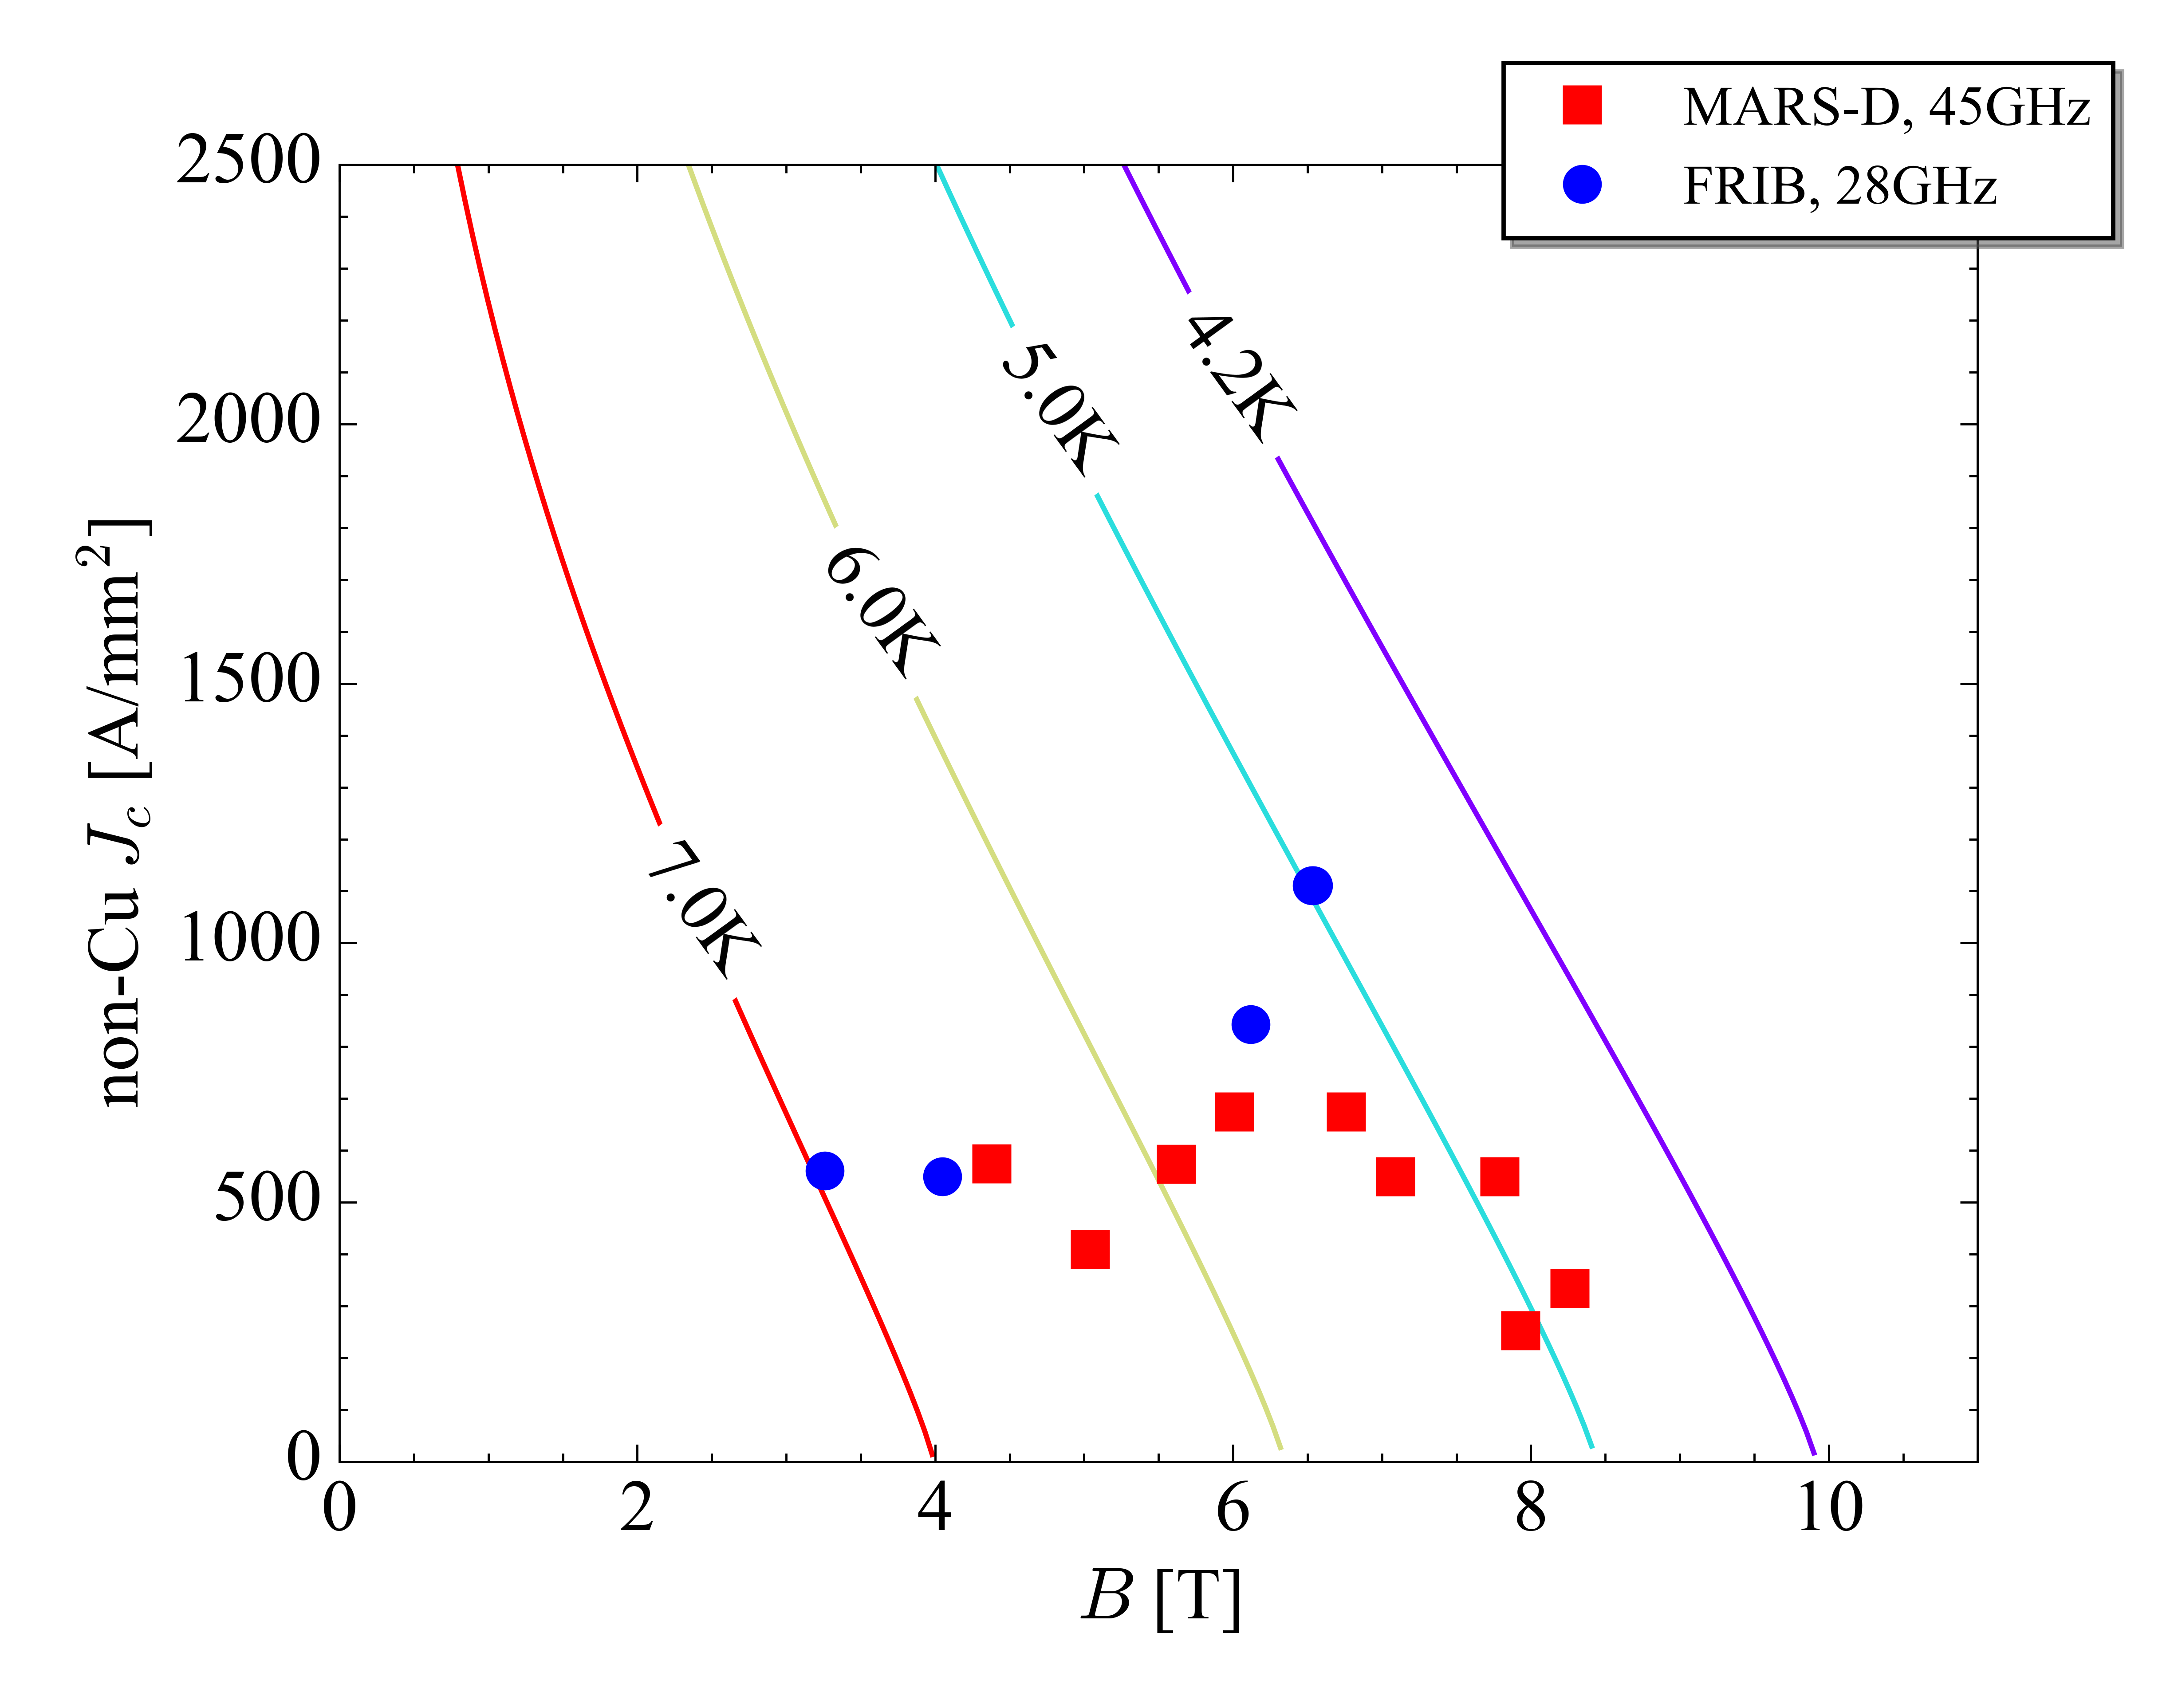 MARS-D, 45GHz
FRIB, 28GHz
2500
2000
1500
1000
500
0
non-Cu J_c [A/mm²]
4.2K
5.0K
6.0K
7.0K
0 2 4 6 8 10
B [T]